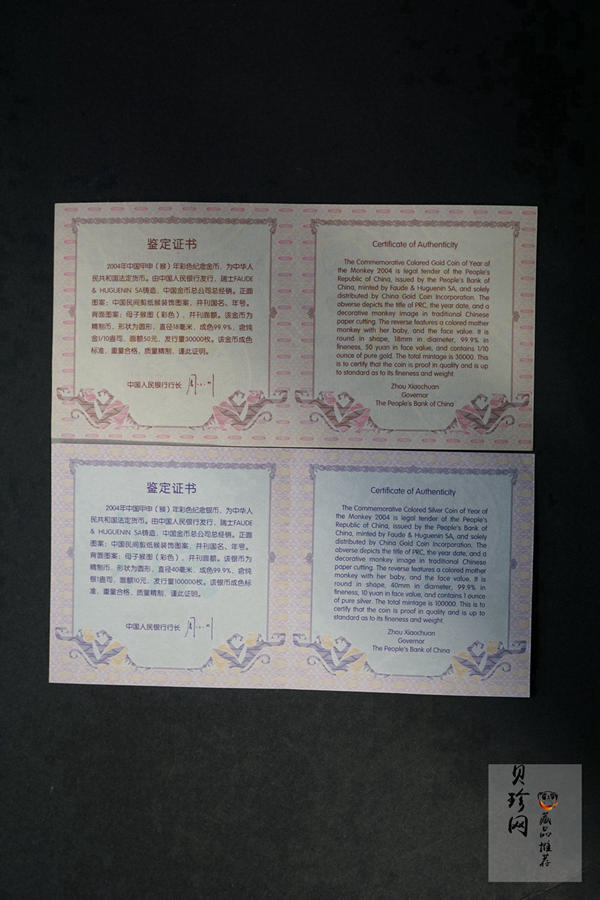 鉴定证书
2004年中国甲申（猴）年彩色纪念金币，为中华人
民共和国法定货币。由中国人民银行发行，瑞士FAUDE
& HUGUENIN SA铸造，中国金币总公司总经销。正面
图案：中国民间剪纸猴装饰图案，并刊国名、年号。
背面图案：母子猴图（彩色），并刊面额。该金币为
精制币，形状为圆形，直径18毫米，成色99.9%，含纯
金1/10盎司，面额50元，发行量30000枚。该金币成色
标准，重量合格，质量精制，谨此证明。
中国人民银行行长
Certificate of Authenticity
The Commemorative Colored Gold Coin of Year of
the Monkey 2004 is legal tender of the People's
Republic of China, issued by the People's Bank of
China, minted by Faude & Huguenin SA, and solely
distributed by China Gold Coin Incorporation. The
obverse depicts the title of PRC, the year date, and a
decorative monkey image in traditional Chinese
paper cutting. The reverse features a colored mother
monkey with her baby, and the face value. It is
round in shape, 18mm in diameter, 99.9% in
fineness, 50 yuan in face value, and contains 1/10
ounce of pure gold. The total mintage is 30000. This
is to certify that the coin is proof in quality and is up
to standard as to its fineness and weight.
Zhou Xiaochuan
Governor
The People's Bank of China
鉴定证书
2004年中国甲申（猴）年彩色纪念银币，为中华人
民共和国法定货币。由中国人民银行发行，瑞士FAUDE
& HUGUENIN SA铸造，中国金币总公司总经销。正面
图案：中国民间剪纸猴装饰图案，并刊国名、年号。
背面图案：母子猴图（彩色），并刊面额。该银币为
精制币，形状为圆形，直径40毫米，成色99.9%，含纯
银1盎司，面额10元，发行量100000枚。该银币成色标
准，重量合格，质量精制，谨此证明。
中国人民银行行长
Certificate of Authenticity
The Commemorative Colored Silver Coin of Year of
the Monkey 2004 is legal tender of the People's
Republic of China, issued by the People's Bank of
China, minted by Faude & Huguenin SA, and solely
distributed by China Gold Coin Incorporation. The
obverse depicts the title of PRC, the year date, and a
decorative monkey image in traditional Chinese
paper cutting. The reverse features a colored mother
monkey with her baby, and the face value. It is
round in shape, 40mm in diameter, 99.9% in
fineness, 10 yuan in face value, and contains 1 ounce
of pure silver. The total mintage is 100000. This is to
certify that the coin is proof in quality and is up to
standard as to its fineness and weight.
Zhou Xiaochuan
Governor
The People's Bank of China
贝珍网
藏品推荐